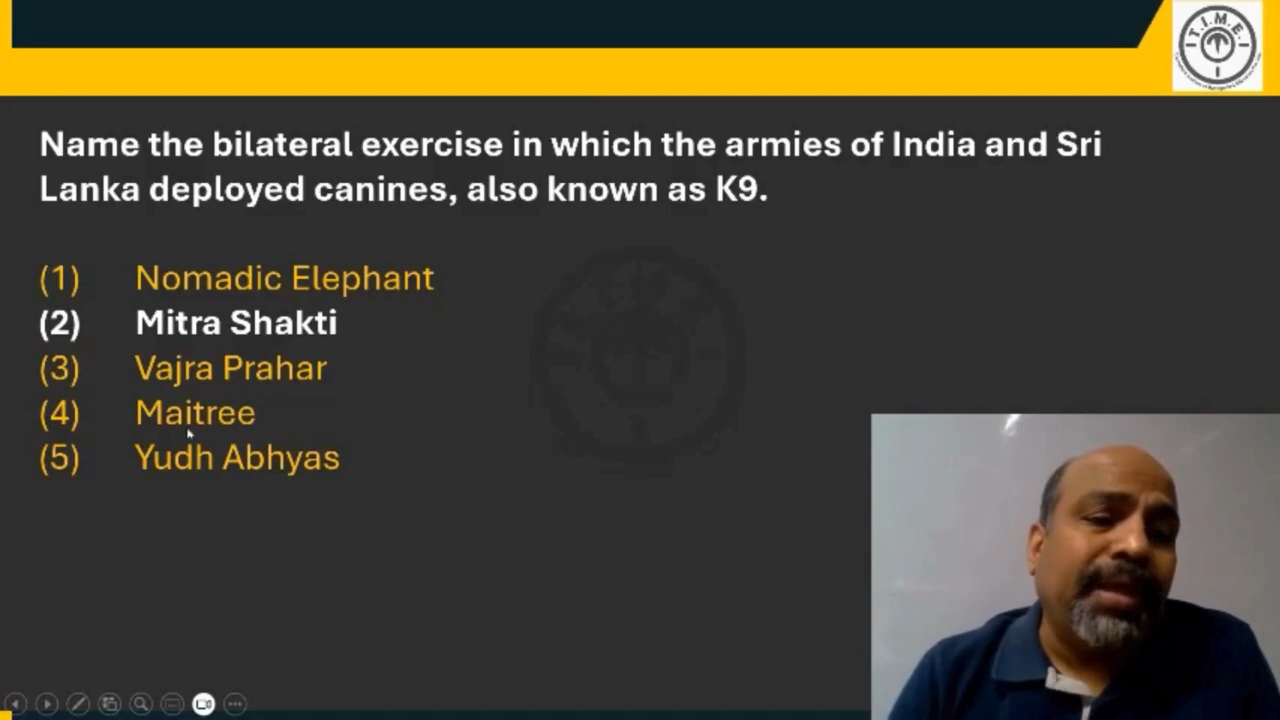 T.I.M.E.
Name the bilateral exercise in which the armies of India and Sri
Lanka deployed canines, also known as K9.
(1) Nomadic Elephant
(2) Mitra Shakti
(3) Vajra Prahar
(4) Maitree
(5) Yudh Abhyas